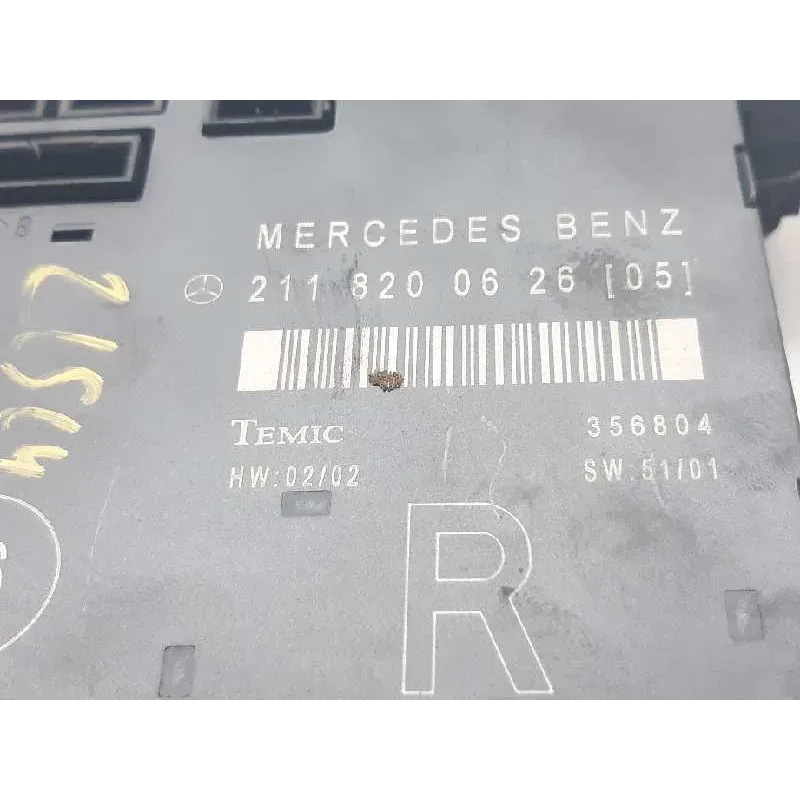 MERCEDES BENZ
211 820 06 26 [05]
TEMIC 356804
HW:02/02 SW:51/01
R